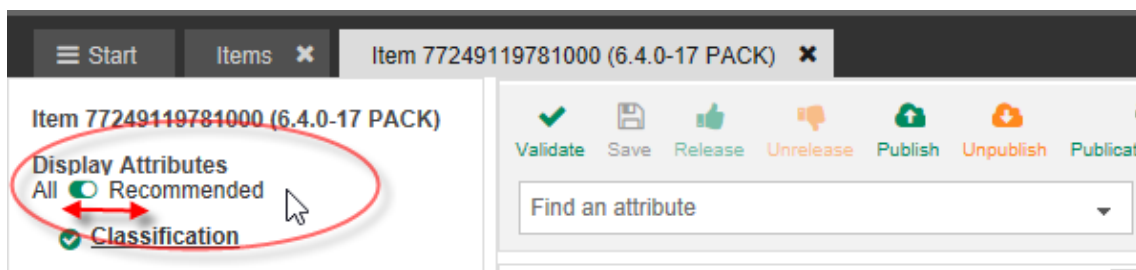 Start Items Item 77249119781000 (6.4.0-17 PACK)
Item 77249119781000 (6.4.0-17 PACK)
Display Attributes
All Recommended
Classification
Validate Save Release Unrelease Publish Unpublish Publicat
Find an attribute